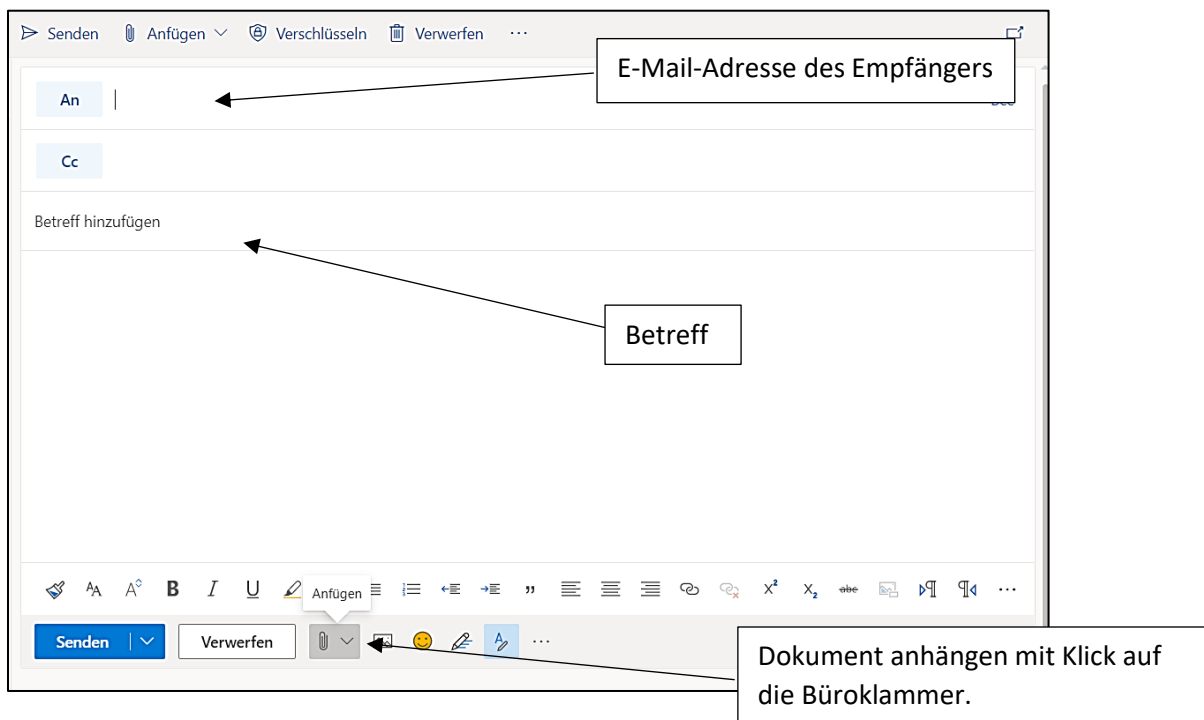 Senden Anfügen Verschlüsseln Verwerfen ...
E-Mail-Adresse des Empfängers
An
Cc
Betreff hinzufügen
Betreff
Anfügen
Senden Verwerfen ...
Dokument anhängen mit Klick auf
die Büroklammer.